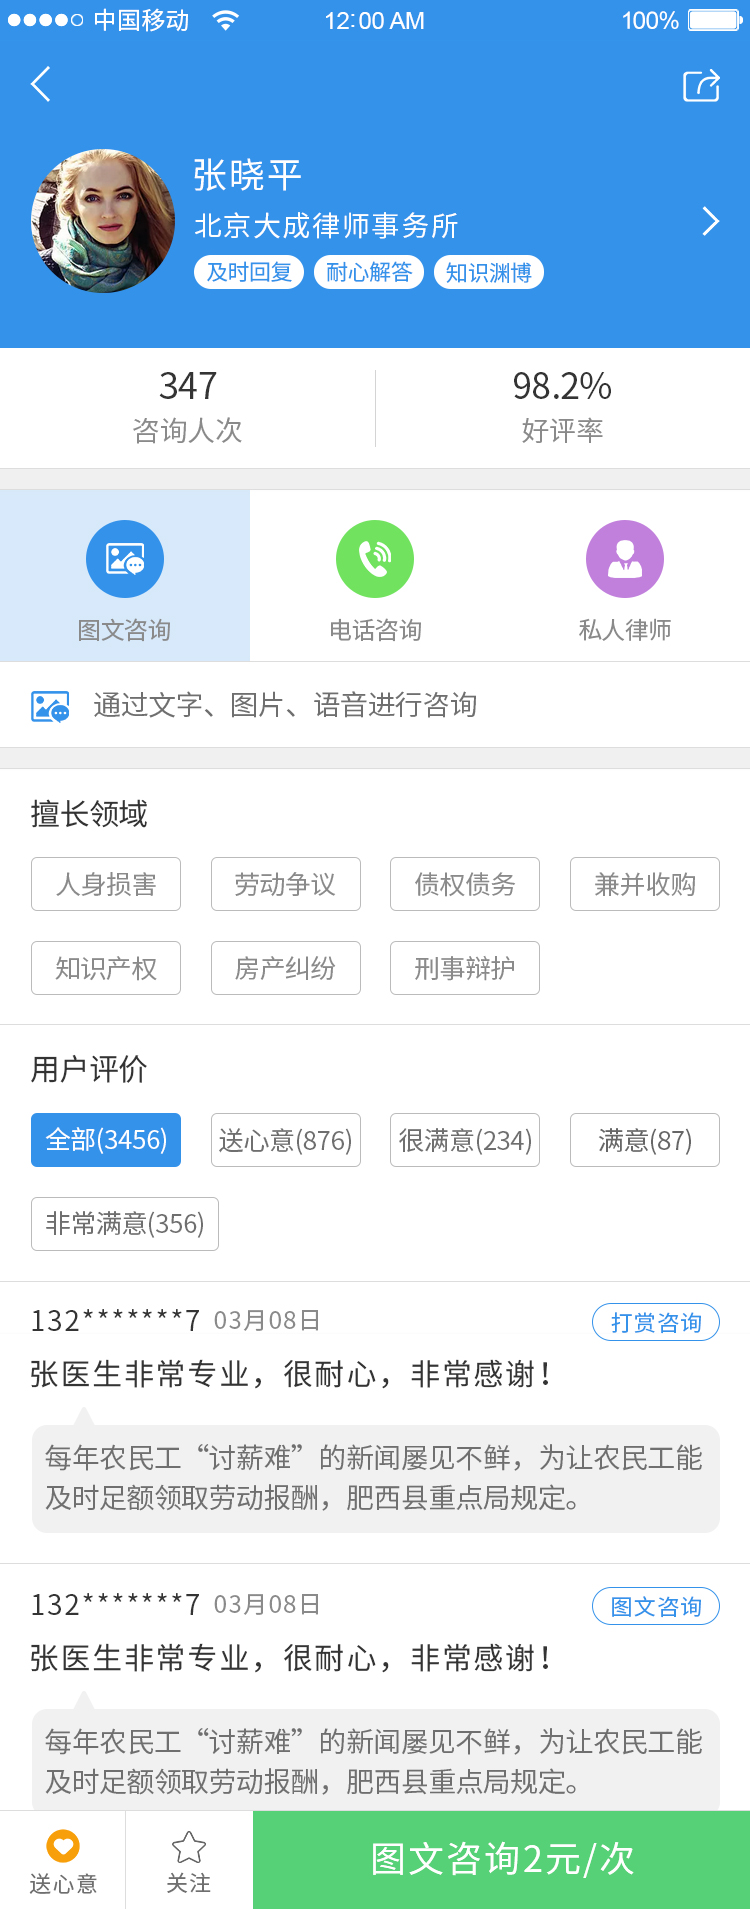 中国移动 12:00 AM 100%
张晓平
北京大成律师事务所
及时回复 耐心解答 知识渊博
347 98.2%
咨询人次 好评率
图文咨询 电话咨询 私人律师
通过文字、图片、语音进行咨询
擅长领域
人身损害 劳动争议 债权债务 兼并收购
知识产权 房产纠纷 刑事辩护
用户评价
全部(3456) 送心意(876) 很满意(234) 满意(87)
非常满意(356)
132*******7 03月08日 打赏咨询
张医生非常专业，很耐心，非常感谢！
每年农民工“讨薪难”的新闻屡见不鲜，为让农民工能
及时足额领取劳动报酬，肥西县重点局规定。
132*******7 03月08日 图文咨询
张医生非常专业，很耐心，非常感谢！
每年农民工“讨薪难”的新闻屡见不鲜，为让农民工能
及时足额领取劳动报酬，肥西县重点局规定。
送心意 关注 图文咨询2元/次